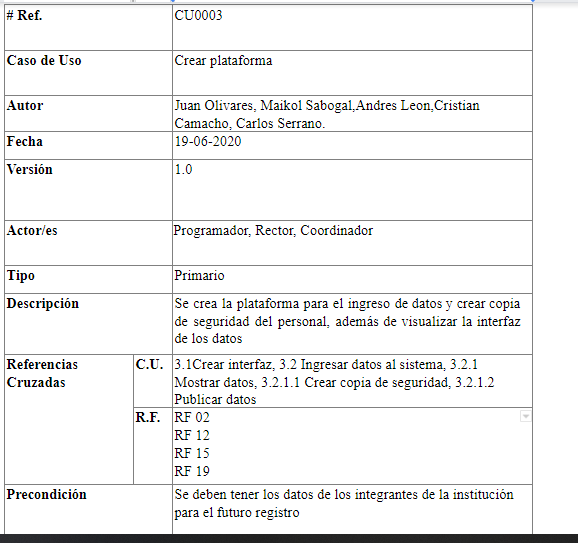 # Ref. CU0003
Caso de Uso Crear plataforma
Autor Juan Olivares, Maikol Sabogal,Andres Leon,Cristian
Camacho, Carlos Serrano.
Fecha 19-06-2020
Versión 1.0
Actor/es Programador, Rector, Coordinador
Tipo Primario
Descripción Se crea la plataforma para el ingreso de datos y crear copia
de seguridad del personal, además de visualizar la interfaz
de los datos
Referencias C.U. 3.1Crear interfaz, 3.2 Ingresar datos al sistema, 3.2.1
Cruzadas Mostrar datos, 3.2.1.1 Crear copia de seguridad, 3.2.1.2
Publicar datos
R.F. RF 02
RF 12
RF 15
RF 19
Precondición Se deben tener los datos de los integrantes de la institución
para el futuro registro